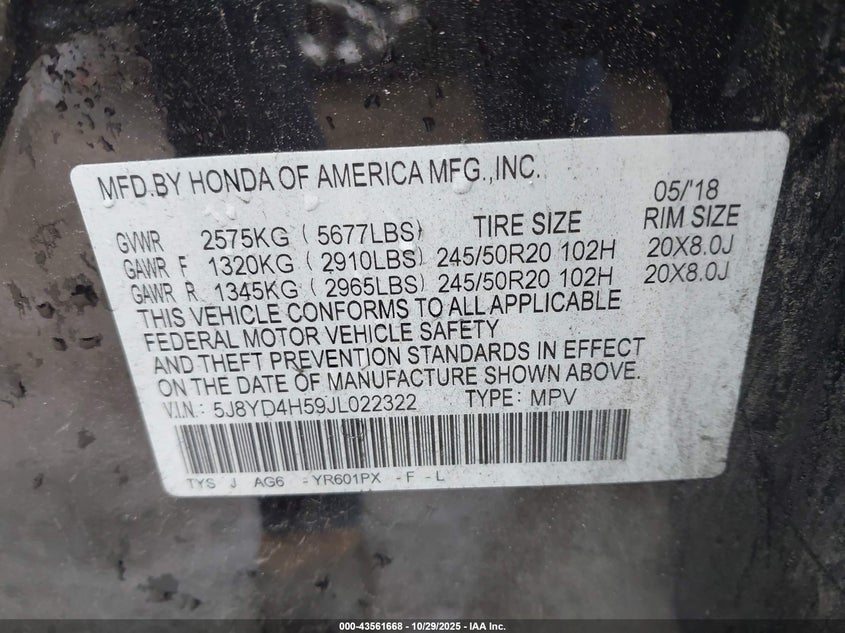 MFD.BY HONDA OF AMERICA MFG.,INC.
05/'18
TIRE SIZE RIM SIZE
GVWR 2575KG ( 5677LBS)
GAWR F 1320KG ( 2910LBS) 245/50R20 102H 20X8.0J
GAWR R 1345KG ( 2965LBS) 245/50R20 102H 20X8.0J
THIS VEHICLE CONFORMS TO ALL APPLICABLE
FEDERAL MOTOR VEHICLE SAFETY
AND THEFT PREVENTION STANDARDS IN EFFECT
ON THE DATE OF MANUFACTURE SHOWN ABOVE.
V.I.N.: 5J8YD4H59JL022322 TYPE: MPV
TYS J AG6 -YR601PX -F -L
000-43561668 | 10/29/2025 - IAA Inc.